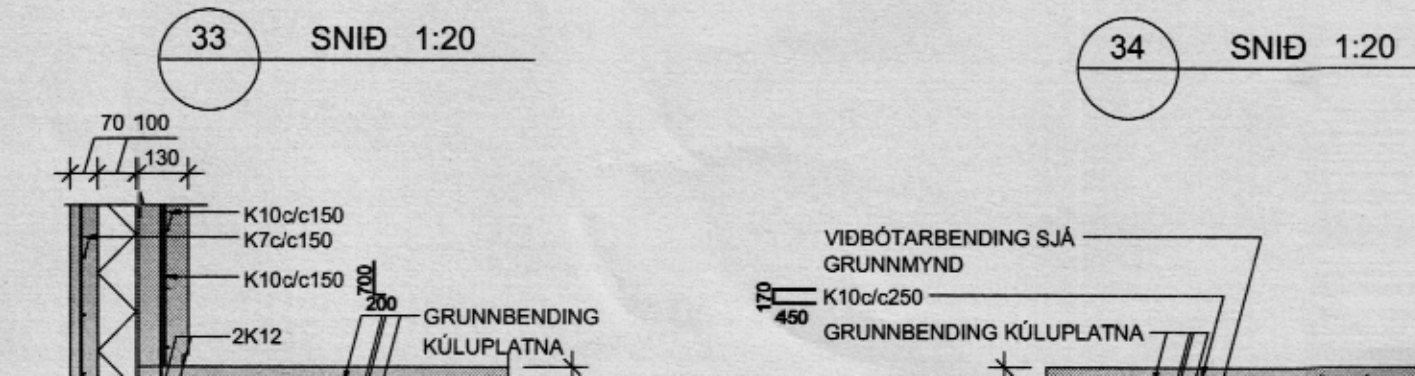 33 SNIÐ 1:20
70 100
130
K10c/c150
K7c/c150
K10c/c150
700
200
GRUNNBENDING
KÚLUPLATNA
2K12
34 SNIÐ 1:20
VIÐBÓTARBENDING SJÁ
GRUNNMYND
170
K10c/c250
450
GRUNNBENDING KÚLUPLATNA